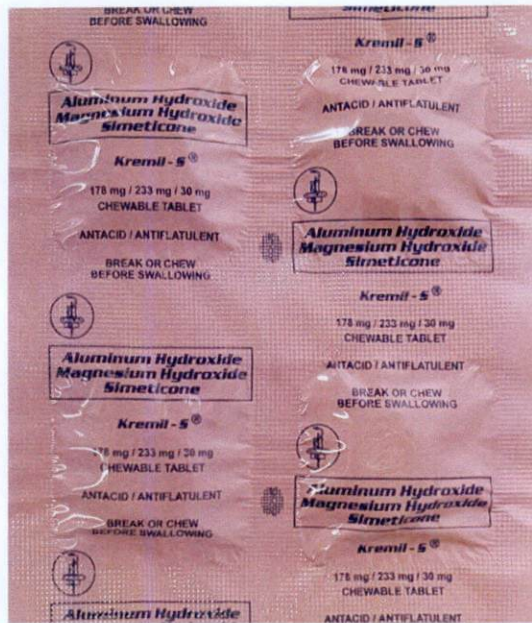 BREAK OR CHEW
BEFORE SWALLOWING
Aluminum Hydroxide
Magnesium Hydroxide
Simeticone
Kremil-S®
178 mg / 233 mg / 30 mg
CHEWABLE TABLET
ANTACID / ANTIFLATULENT
BREAK OR CHEW
BEFORE SWALLOWING
Aluminum Hydroxide
Magnesium Hydroxide
Simeticone
Kremil-S®
178 mg / 233 mg / 30 mg
CHEWABLE TABLET
ANTACID / ANTIFLATULENT
BREAK OR CHEW
BEFORE SWALLOWING
Aluminum Hydroxide
Simeticone
Kremil-S®
178 mg / 233 mg / 30 mg
CHEWABLE TABLET
ANTACID / ANTIFLATULENT
BREAK OR CHEW
BEFORE SWALLOWING
Aluminum Hydroxide
Magnesium Hydroxide
Simeticone
Kremil-S®
178 mg / 233 mg / 30 mg
CHEWABLE TABLET
ANTACID / ANTIFLATULENT
BREAK OR CHEW
BEFORE SWALLOWING
Aluminum Hydroxide
Magnesium Hydroxide
Simeticone
Kremil-S®
178 mg / 233 mg / 30 mg
CHEWABLE TABLET
ANTACID / ANTIFLATULENT